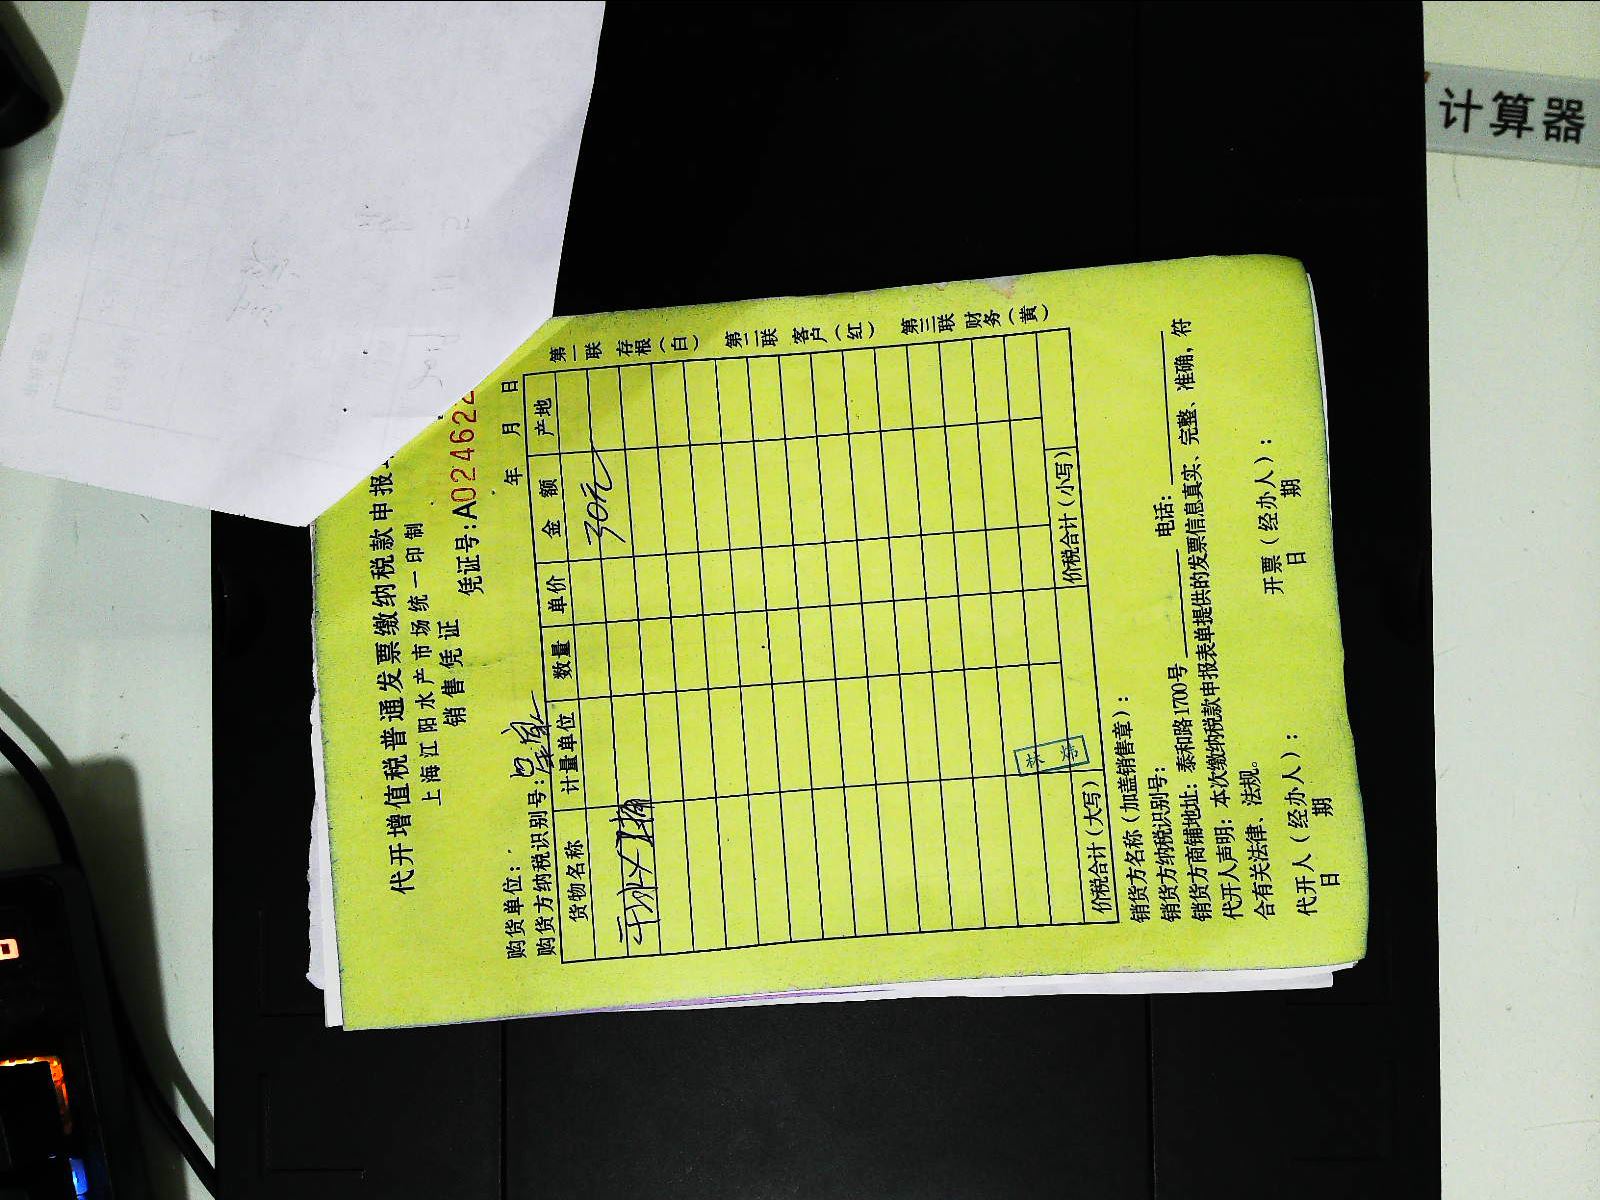 计算器
代开增值税普通发票缴纳税款申报
上海江阳水产市场统一印制
销售凭证
凭证号:A024622
年 月 日
购货单位:
购货方纳税识别号:
货物名称 计量单位 数量 单价 金额 产地
30元
价税合计(大写) 价税合计(小写)
第一联 存根(白) 第二联 客户(红) 第三联 财务(黄)
销货方名称(加盖销售章):
销货方纳税识别号:
销货方商铺地址: 泰和路1700号 电话:
代开人声明:本次缴纳税款申报表单提供的发票信息真实、完整、准确,符
合有关法律、法规。
代开人(经办人): 开票(经办人):
日期 日期